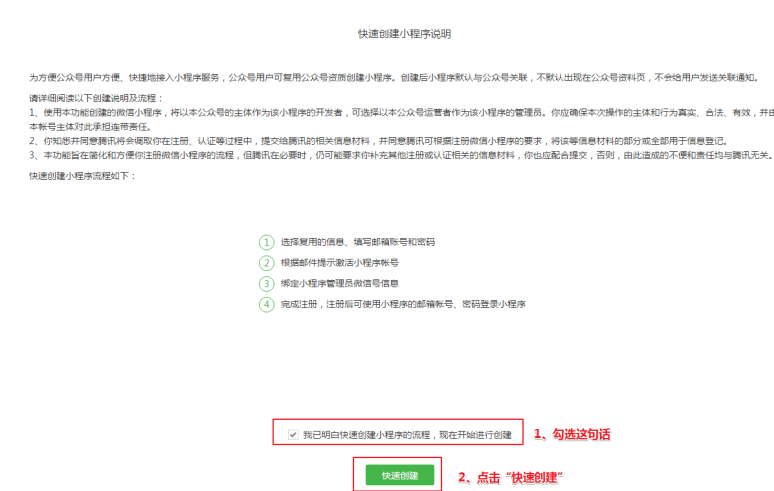 快速创建小程序说明
为方便公众号用户方便、快捷地接入小程序服务，公众号用户可复用公众号资质创建小程序。创建后小程序默认与公众号关联，不默认出现在公众号资料页，不会给用户发送关联通知。
请详细阅读以下创建说明及流程：
1、使用本功能创建的微信小程序，将以本公众号的主体作为该小程序的开发者，可选择以本公众号运营者作为该小程序的管理员。你应确保本次操作的主体和行为真实、合法、有效，并由
本帐号主体对此承担连带责任。
2、你知悉并同意腾讯将会调取你在注册、认证等过程中，提交给腾讯的相关信息材料，并同意腾讯可根据注册微信小程序的要求，将该等信息材料的部分或全部用于信息登记。
3、本功能旨在简化和方便你注册微信小程序的流程，但腾讯在必要时，仍可能要求你补充其他注册或认证相关的信息材料，你也应配合提交，否则，由此造成的不便和责任均与腾讯无关。
快速创建小程序流程如下：
1 选择复用的信息、填写邮箱账号和密码
2 根据邮件提示激活小程序帐号
3 绑定小程序管理员微信号信息
4 完成注册，注册后可使用小程序的邮箱帐号、密码登录小程序
我已明白快速创建小程序的流程，现在开始进行创建 1、勾选这句话
快速创建 2、点击“快速创建”